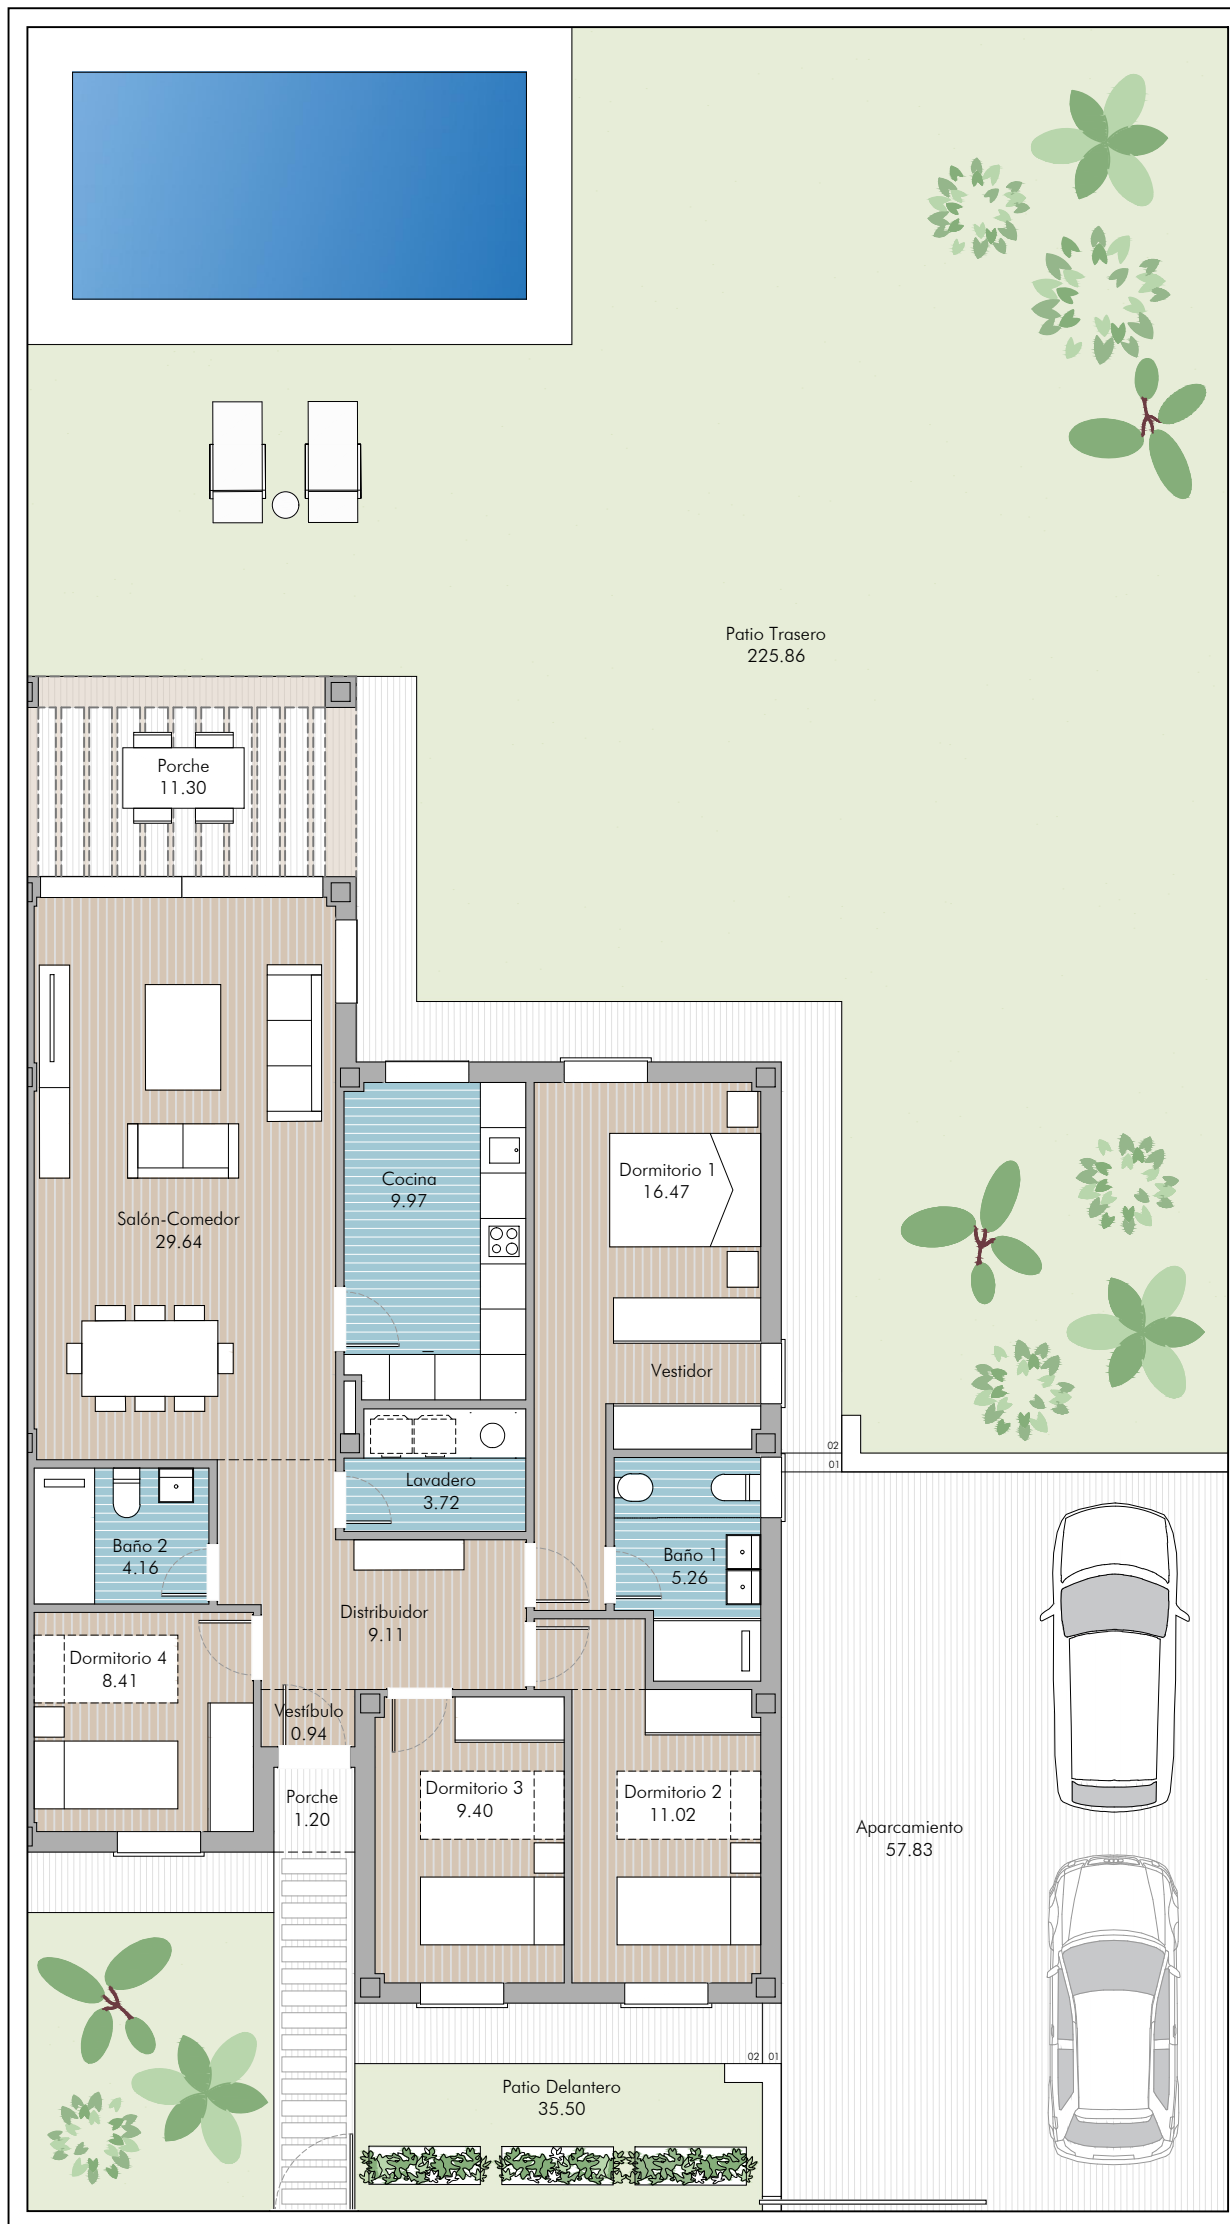 Patio Trasero
225.86
Porche
11.30
Cocina
9.97
Dormitorio 1
16.47
Salón-Comedor
29.64
Vestidor
02
01
Lavadero
3.72
Baño 2
4.16
Baño 1
5.26
Distribuidor
9.11
Dormitorio 4
8.41
Vestíbulo
0.94
Porche
1.20
Dormitorio 3
9.40
Dormitorio 2
11.02
Aparcamiento
57.83
02 01
Patio Delantero
35.50